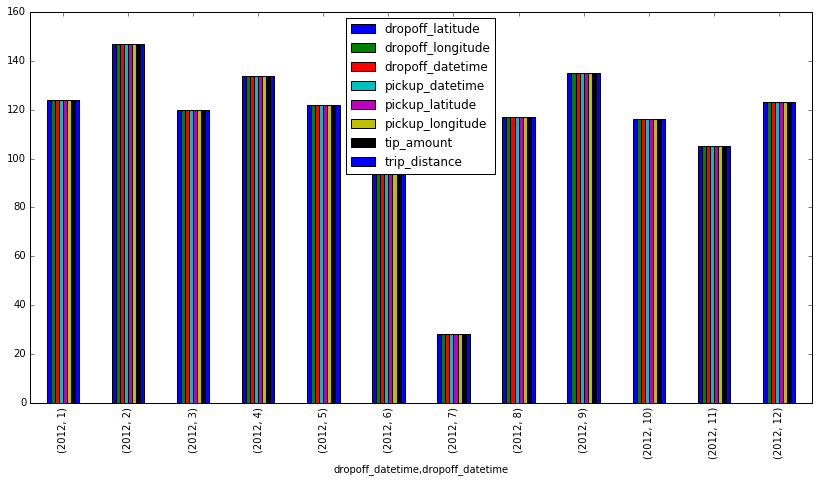 160
140
120
100
80
60
40
20
0
dropoff_latitude
dropoff_longitude
dropoff_datetime
pickup_datetime
pickup_latitude
pickup_longitude
tip_amount
trip_distance
(2012, 1)
(2012, 2)
(2012, 3)
(2012, 4)
(2012, 5)
(2012, 6)
(2012, 7)
(2012, 8)
(2012, 9)
(2012, 10)
(2012, 11)
(2012, 12)
dropoff_datetime,dropoff_datetime